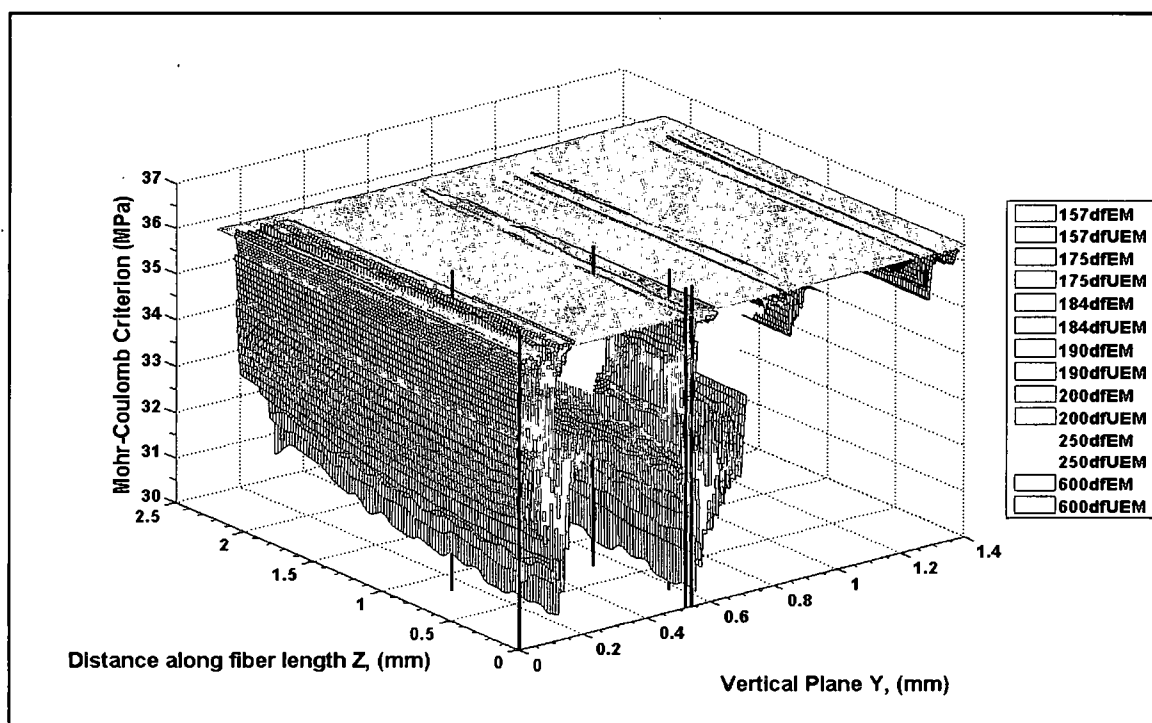 Mohr-Coulomb Criterion (MPa)
37
36
35
34
33
32
31
30
2.5
2
1.5
1
0.5
0
Distance along fiber length Z, (mm)
0
0.2
0.4
0.6
0.8
1
1.2
1.4
Vertical Plane Y, (mm)
157dfEM
157dfUEM
175dfEM
175dfUEM
184dfEM
184dfUEM
190dfEM
190dfUEM
200dfEM
200dfUEM
250dfEM
250dfUEM
600dfEM
600dfUEM